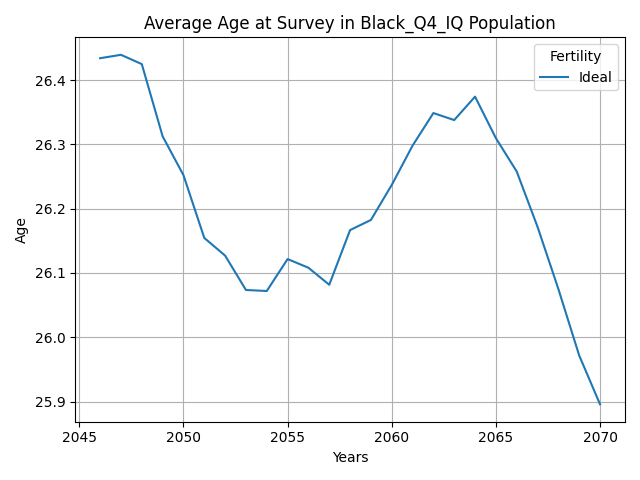 Average Age at Survey in Black_Q4_IQ Population
Fertility
Ideal
26.4
26.3
26.2
26.1
26.0
25.9
Age
2045
2050
2055
2060
2065
2070
Years